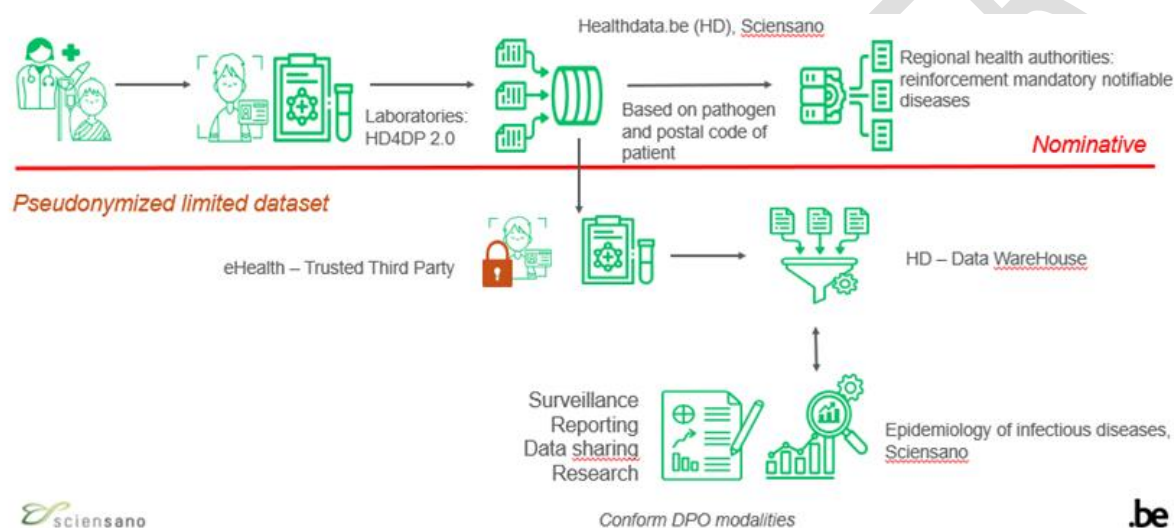 Healthdata.be (HD), Sciensano
Laboratories:
HD4DP 2.0
Based on pathogen
and postal code of
patient
Regional health authorities:
reinforcement mandatory notifiable
diseases
Nominative
Pseudonymized limited dataset
eHealth – Trusted Third Party
HD – Data WareHouse
Surveillance
Reporting
Data sharing
Research
Epidemiology of infectious diseases,
Sciensano
sciensano
Conform DPO modalities
.be